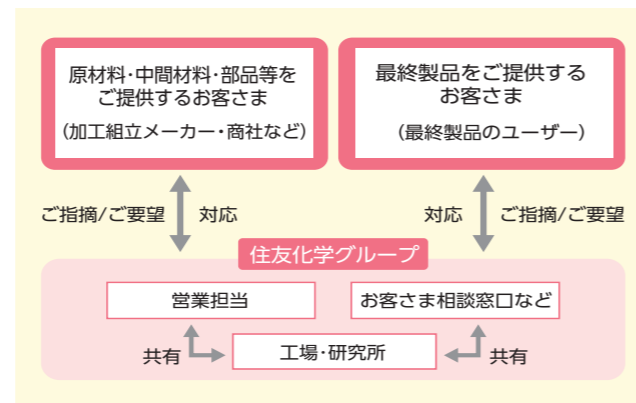 原材料・中間材料・部品等を
ご提供するお客さま
（加工組立メーカー・商社など）
最終製品をご提供する
お客さま
（最終製品のユーザー）
ご指摘/ご要望
対応
対応
ご指摘/ご要望
住友化学グループ
営業担当
お客さま相談窓口など
共有
工場・研究所
共有